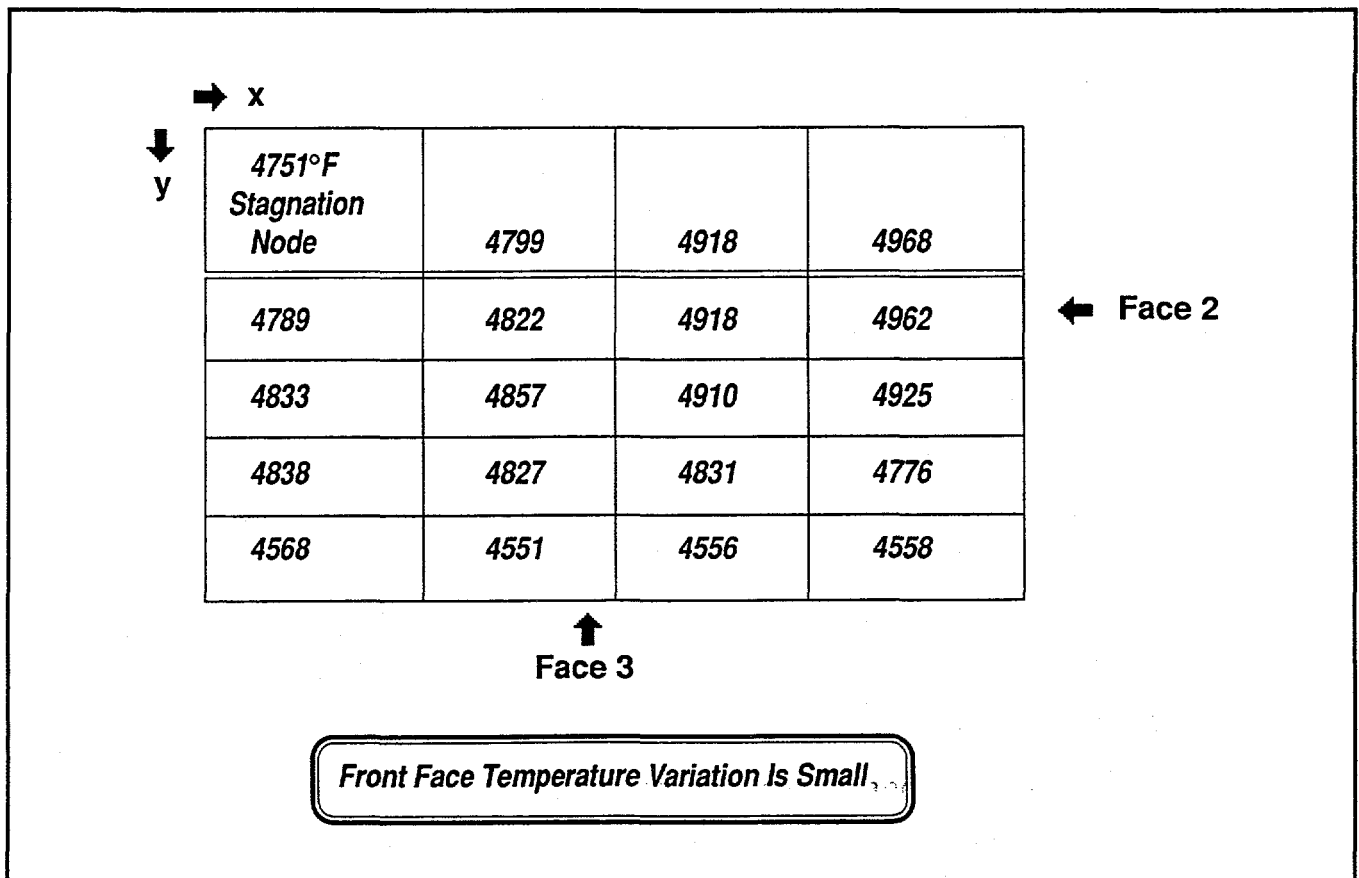 x
y
4751°F
Stagnation
Node 4799 4918 4968
4789 4822 4918 4962
Face 2
4833 4857 4910 4925
4838 4827 4831 4776
4568 4551 4556 4558
Face 3
Front Face Temperature Variation Is Small